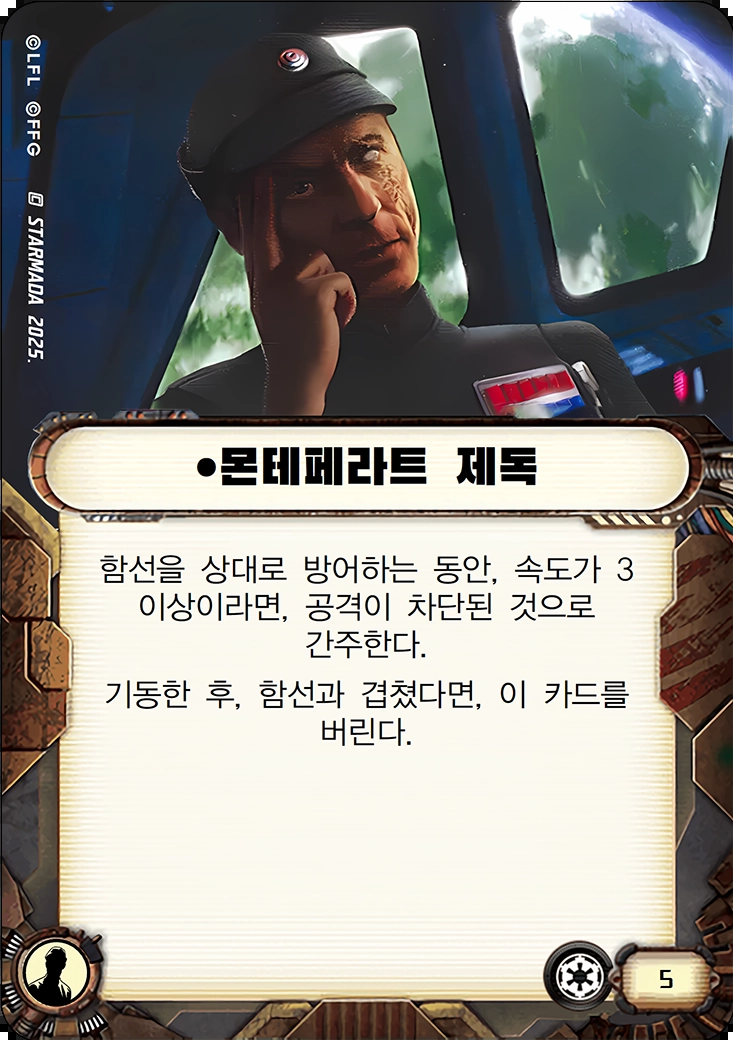 ©LFL ©FFG
STARMADA 2025.
•몬테페라트 제독
함선을 상대로 방어하는 동안, 속도가 3
이상이라면, 공격이 차단된 것으로
간주한다.
기동한 후, 함선과 겹쳤다면, 이 카드를
버린다.
5